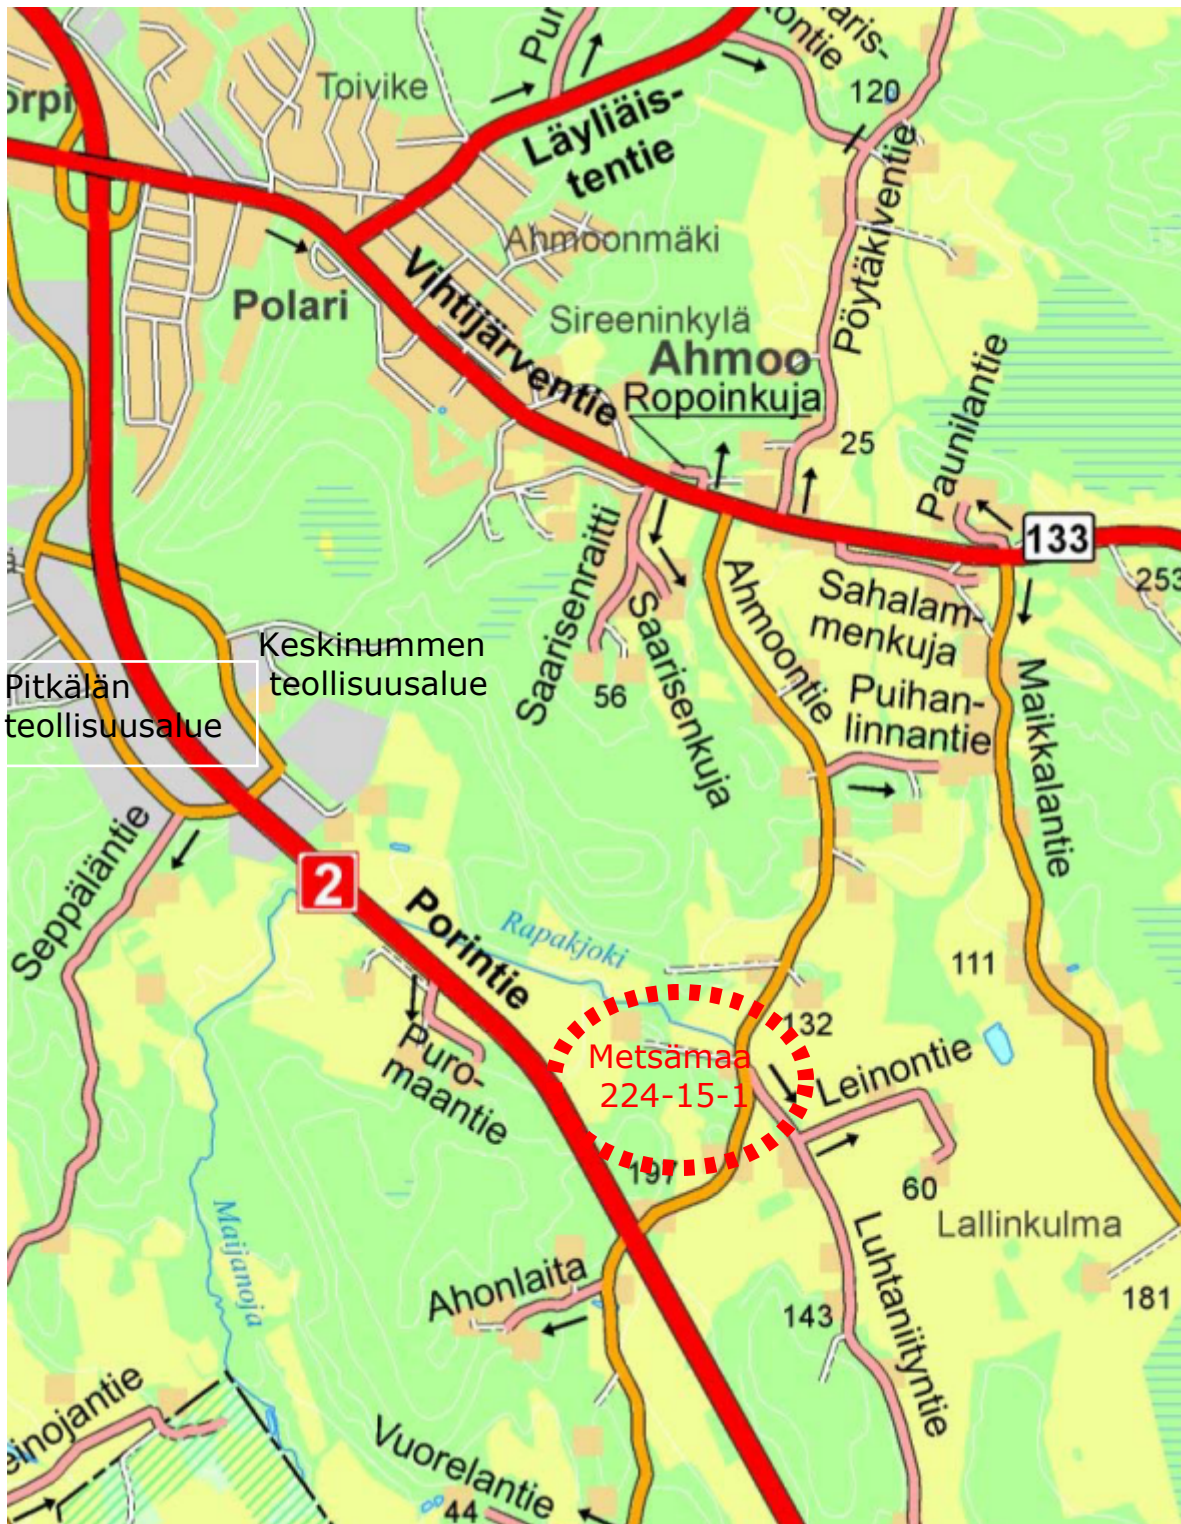 Toivike
Läyliäis-
tentie
120
Ahmoonmäki
Pöytäkiventie
Vihtijärventie
Polari
Sireeninkylä
Ahmoo
Ropoinkuja
25
Paunilantie
133
253
Saarisenraitti
Saarisenkuja
56
Ahmoontie
Sahalam-
menkuja
Puihan-
linnantie
Maikkalantie
Keskinummen
teollisuusalue
Pitkälän
teollisuusalue
Seppäläntie
2
Porintie
Rapakjoki
111
132
Metsämaa
224-15-1
Puro-
maantie
Leinontie
197
60
Lallinkulma
Maijanoja
Ahonlaita
143
Luhtaniityntie
181
einojantie
Vuorelantie
44